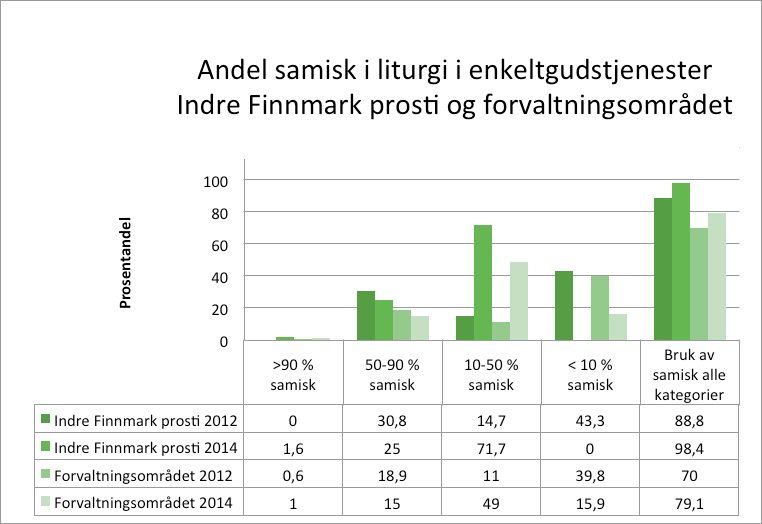 Andel samisk i liturgi i enkeltgudstjenester
Indre Finnmark prosti og forvaltningsområdet
Prosentandel
100
80
60
40
20
0
>90 % samisk
50-90 % samisk
10-50 % samisk
< 10 % samisk
Bruk av samisk alle kategorier
Indre Finnmark prosti 2012 0 30,8 14,7 43,3 88,8
Indre Finnmark prosti 2014 1,6 25 71,7 0 98,4
Forvaltningsområdet 2012 0,6 18,9 11 39,8 70
Forvaltningsområdet 2014 1 15 49 15,9 79,1